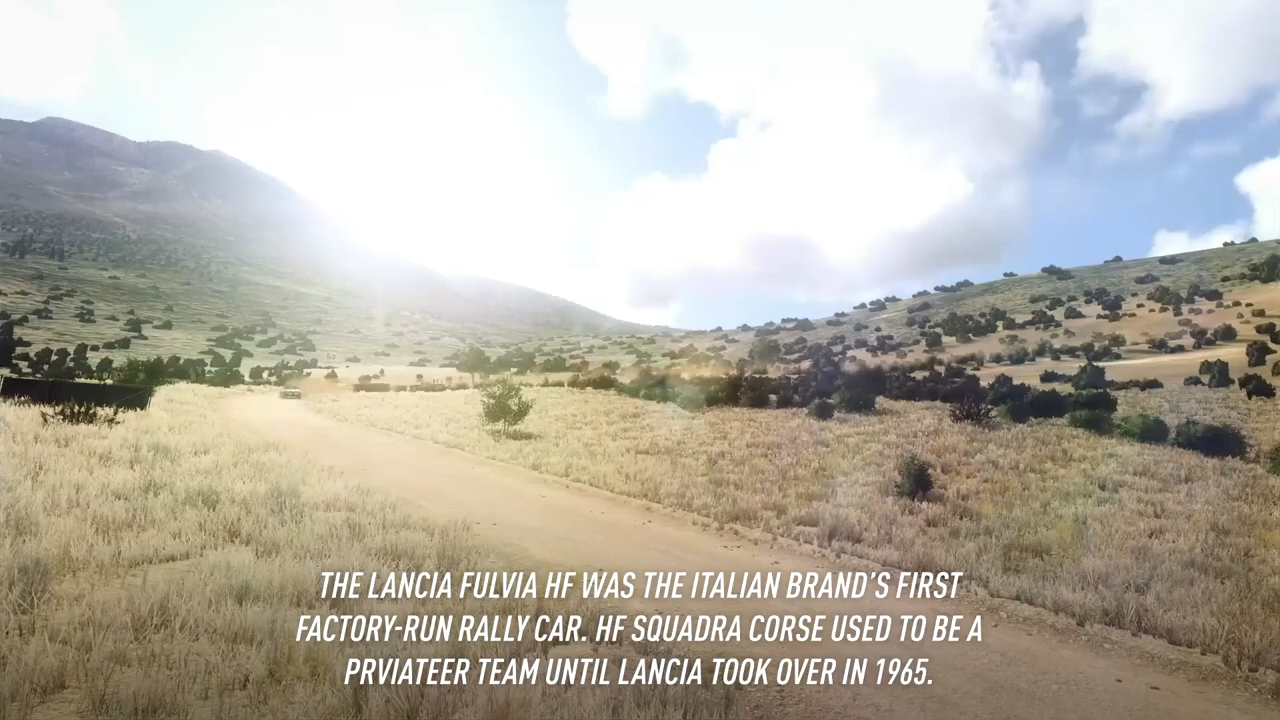 THE LANCIA FULVIA HF WAS THE ITALIAN BRAND'S FIRST
FACTORY-RUN RALLY CAR. HF SQUADRA CORSE USED TO BE A
PRVIATEER TEAM UNTIL LANCIA TOOK OVER IN 1965.